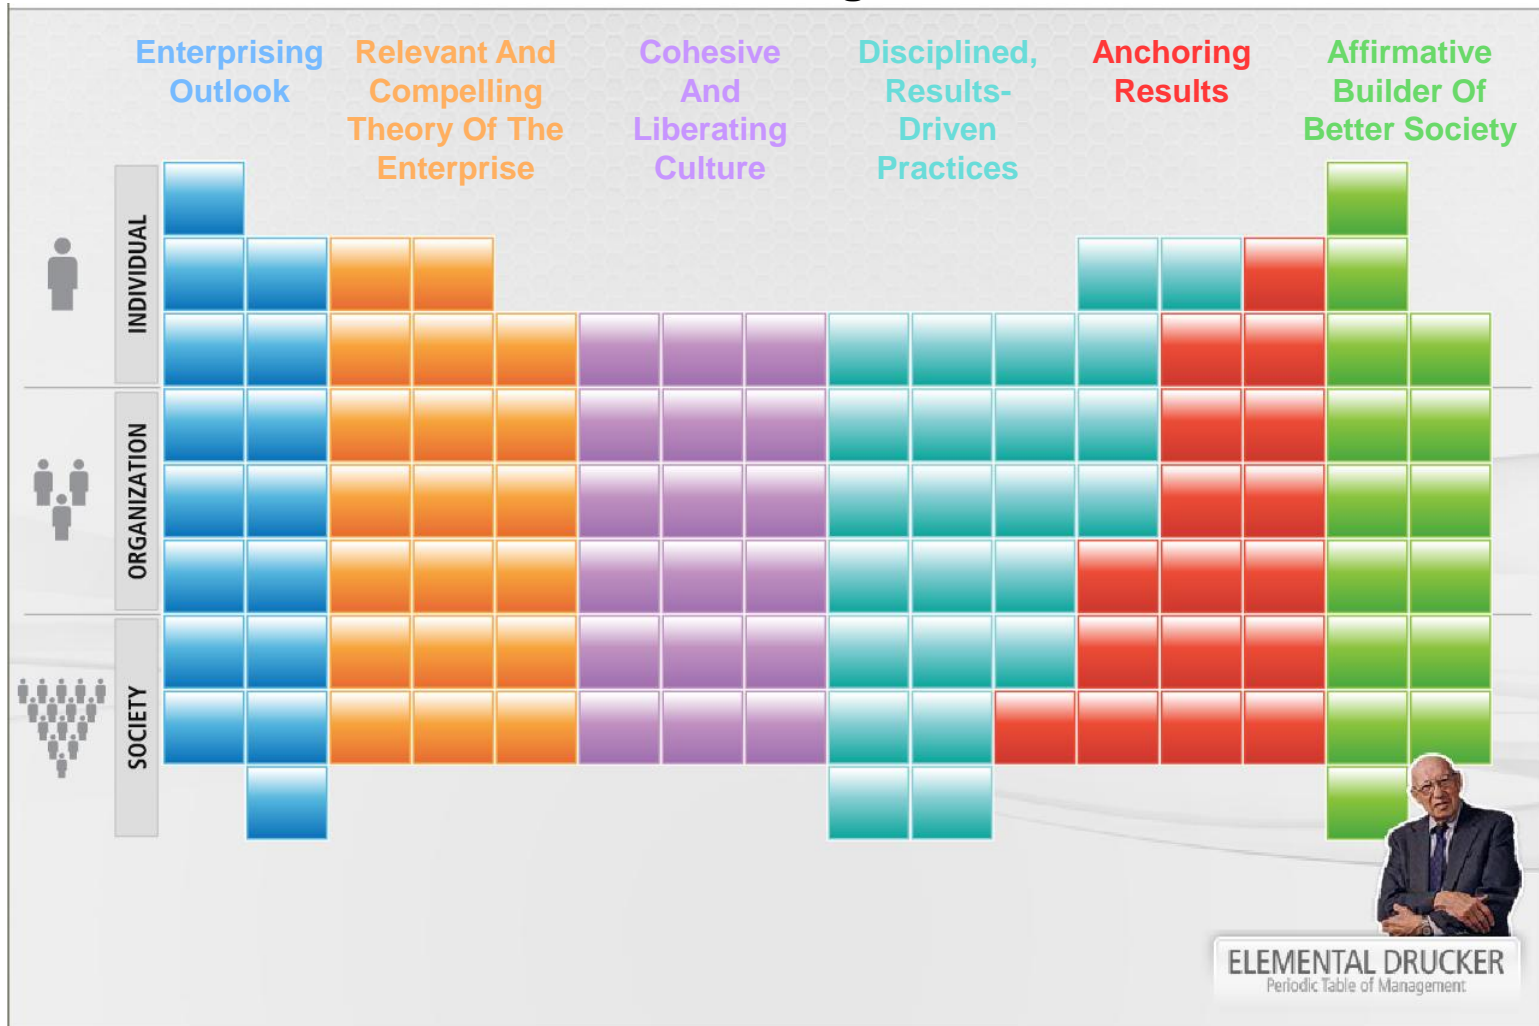 Enterprising
Outlook
Relevant And
Compelling
Theory Of The
Enterprise
Cohesive
And
Liberating
Culture
Disciplined,
Results-
Driven
Practices
Anchoring
Results
Affirmative
Builder Of
Better Society
INDIVIDUAL
ORGANIZATION
SOCIETY
ELEMENTAL DRUCKER
Periodic Table of Management